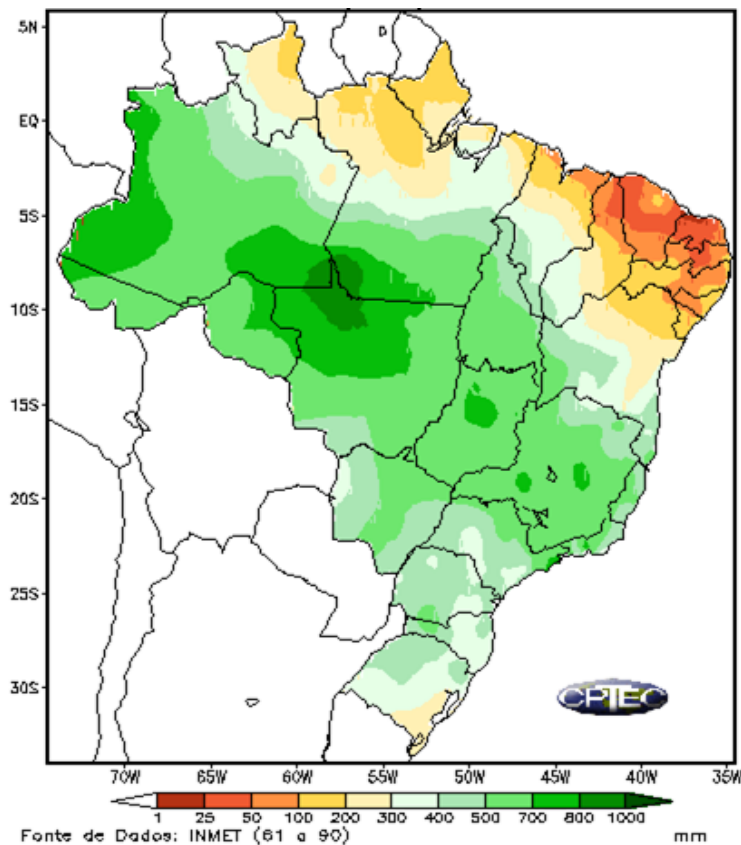 5N
EQ
5S
10S
15S
20S
25S
30S
CPTEC
70W 65W 60W 55W 50W 45W 40W 35W
1 25 50 100 200 300 400 500 700 800 1000
Fonte de Dados: INMET (61 a 90) mm